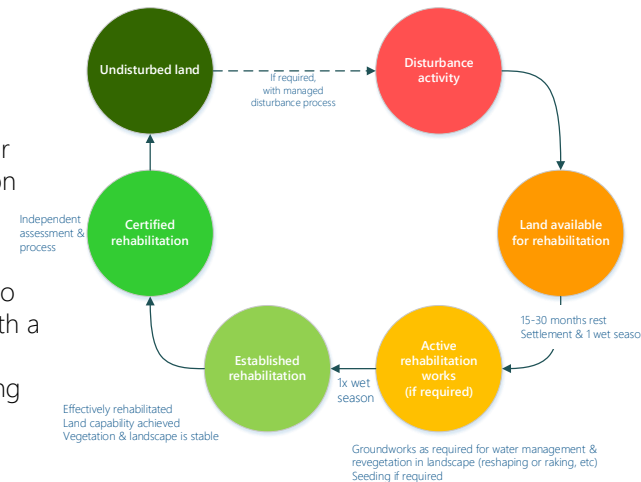 Undisturbed land
If required,
with managed
disturbance process
Disturbance
activity
Land available
for rehabilitation
15-30 months rest
Settlement & 1 wet seaso
Active
rehabilitation
works
(if required)
Groundworks as required for water management &
revegetation in landscape (reshaping or raking, etc)
Seeding if required
1x wet
season
Established
rehabilitation
Effectively rehabilitated
Land capability achieved
Vegetation & landscape is stable
Certified
rehabilitation
Independent
assessment &
process
r
on
o
th a
ng